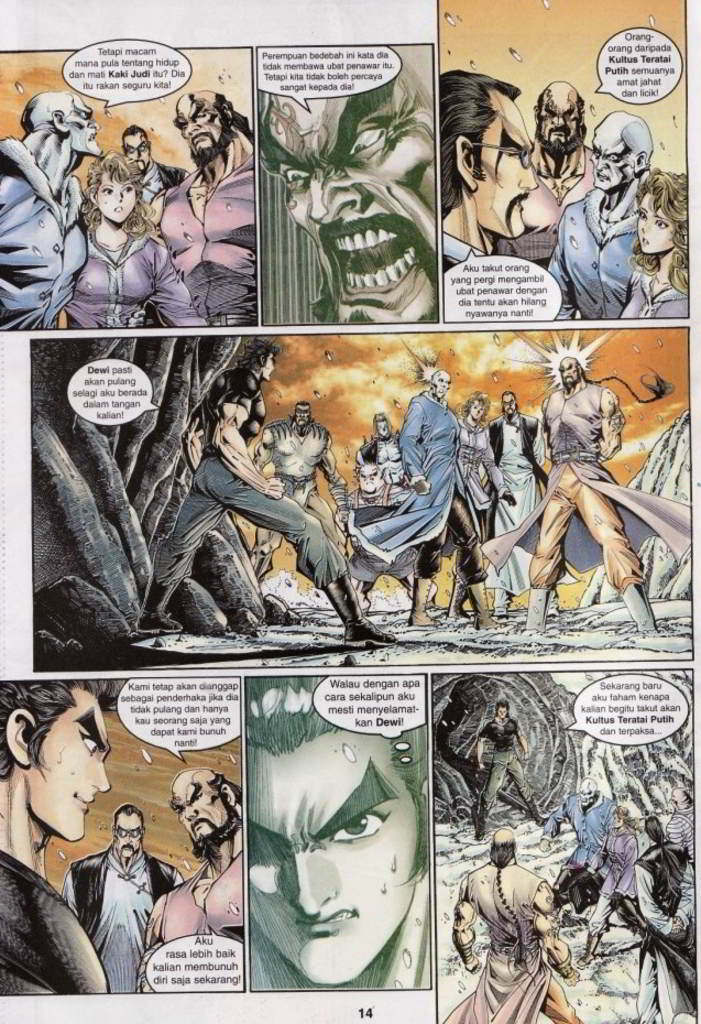 Tetapi macam
mana pula tentang hidup
dan mati Kaki Judi itu? Dia
itu rakan seguru kita!
Perempuan bedebah ini kata dia
tidak membawa ubat penawar itu.
Tetapi kita tidak boleh percaya
sangat kepada dia!
Orang-
orang daripada
Kultus Teratai
Putih semuanya
amat jahat
dan licik!
Aku takut orang
yang pergi mengambil
ubat penawar dengan
dia tentu akan hilang
nyawanya nanti!
Dewi pasti
akan pulang
selagi aku berada
dalam tangan
kalian!
Kami tetap akan dianggap
sebagai penderhaka jika dia
tidak pulang dan hanya
kau seorang saja yang
dapat kami bunuh
nanti!
Aku
rasa lebih baik
kalian membunuh
diri saja sekarang!
Walau dengan apa
cara sekalipun aku
mesti menyelamat-
kan Dewi!
Sekarang baru
aku faham kenapa
kalian begitu takut akan
Kultus Teratai Putih
dan terpaksa...
14